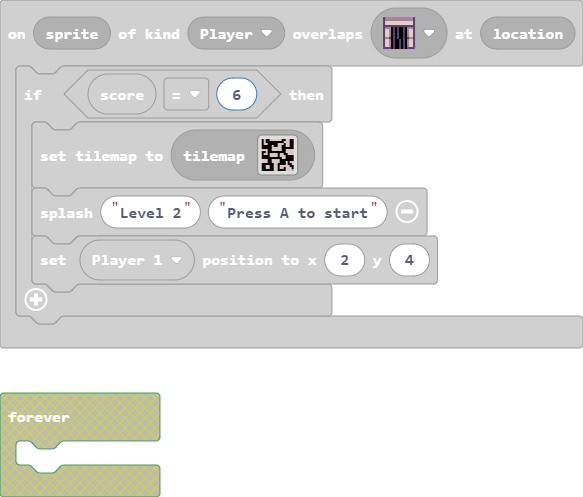 on sprite of kind Player overlaps at location
if score = 6 then
set tilemap to tilemap
splash "Level 2" "Press A to start"
set Player 1 position to x 2 y 4
forever